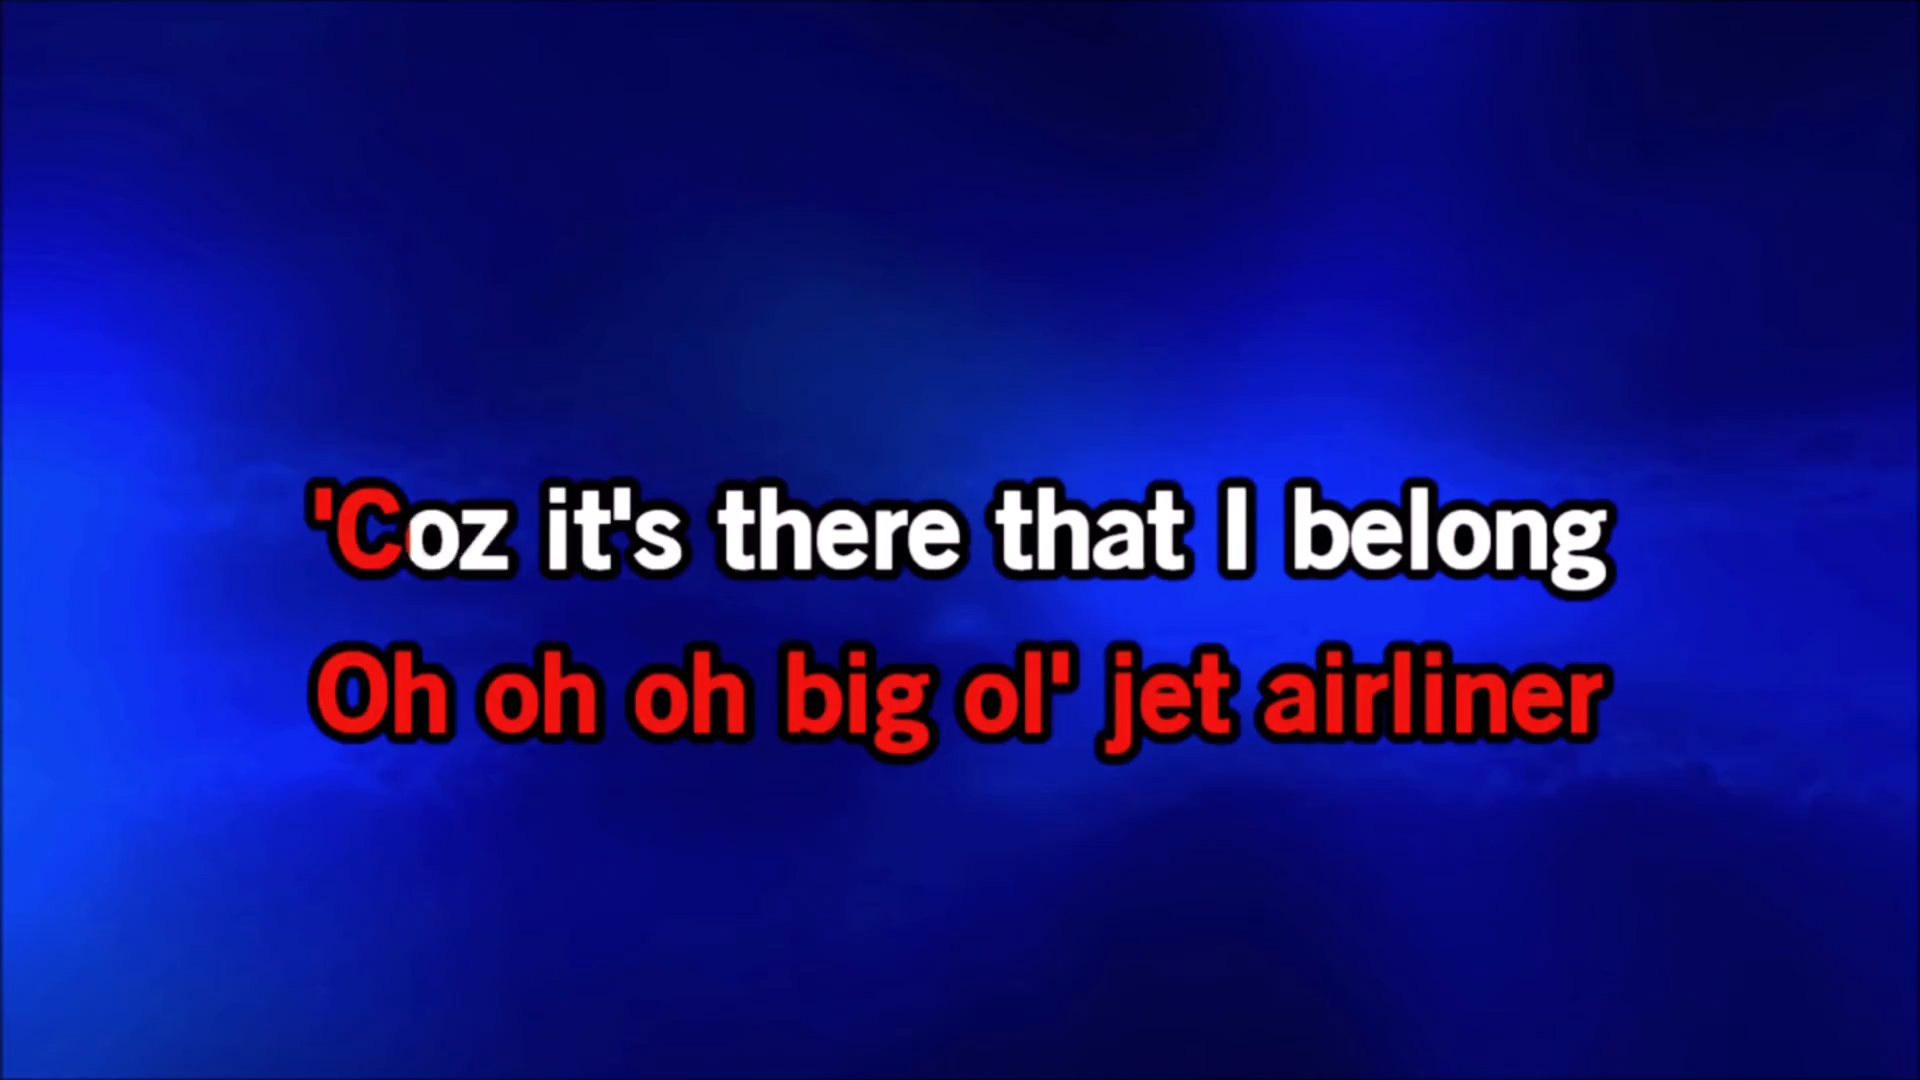 'Coz it's there that I belong
Oh oh oh big ol' jet airliner